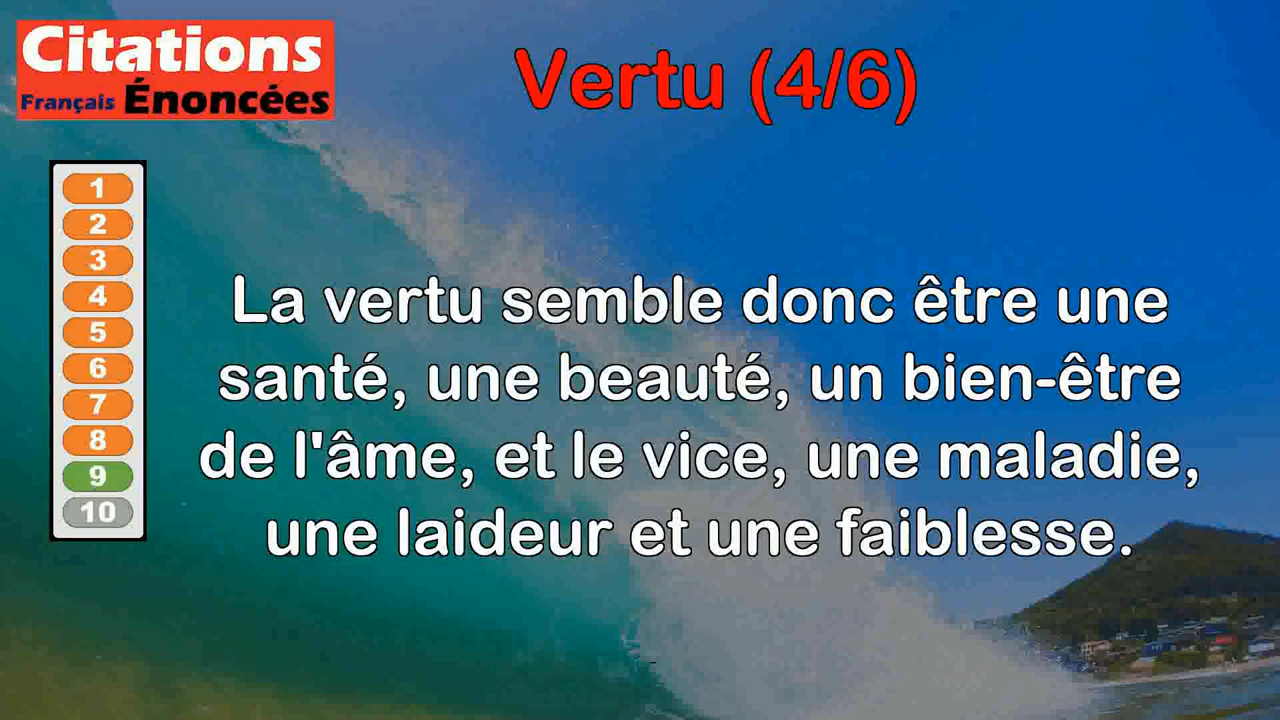 Citations
Français Énoncées
Vertu (4/6)
1
2
3
4
5
6
7
8
9
10
La vertu semble donc être une
santé, une beauté, un bien-être
de l'âme, et le vice, une maladie,
une laideur et une faiblesse.